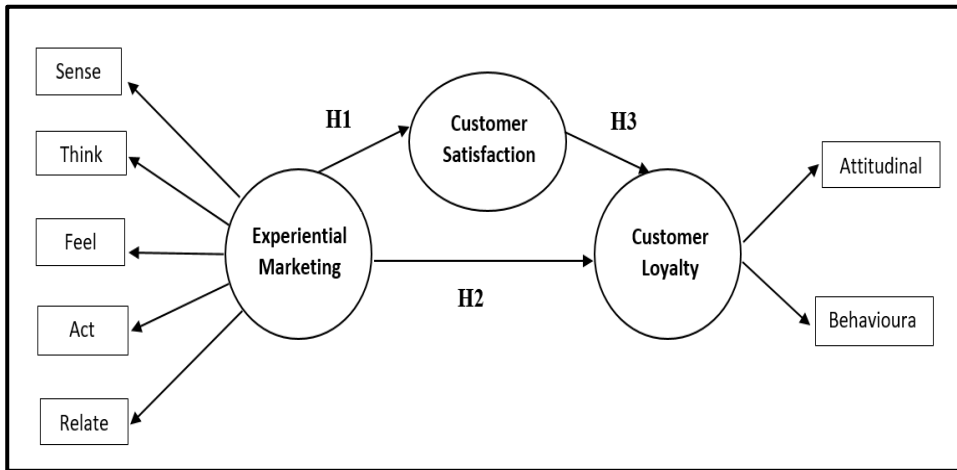 Sense
Think
Feel
Act
Relate
Experiential
Marketing
H1
Customer
Satisfaction
H3
H2
Customer
Loyalty
Attitudinal
Behavioura